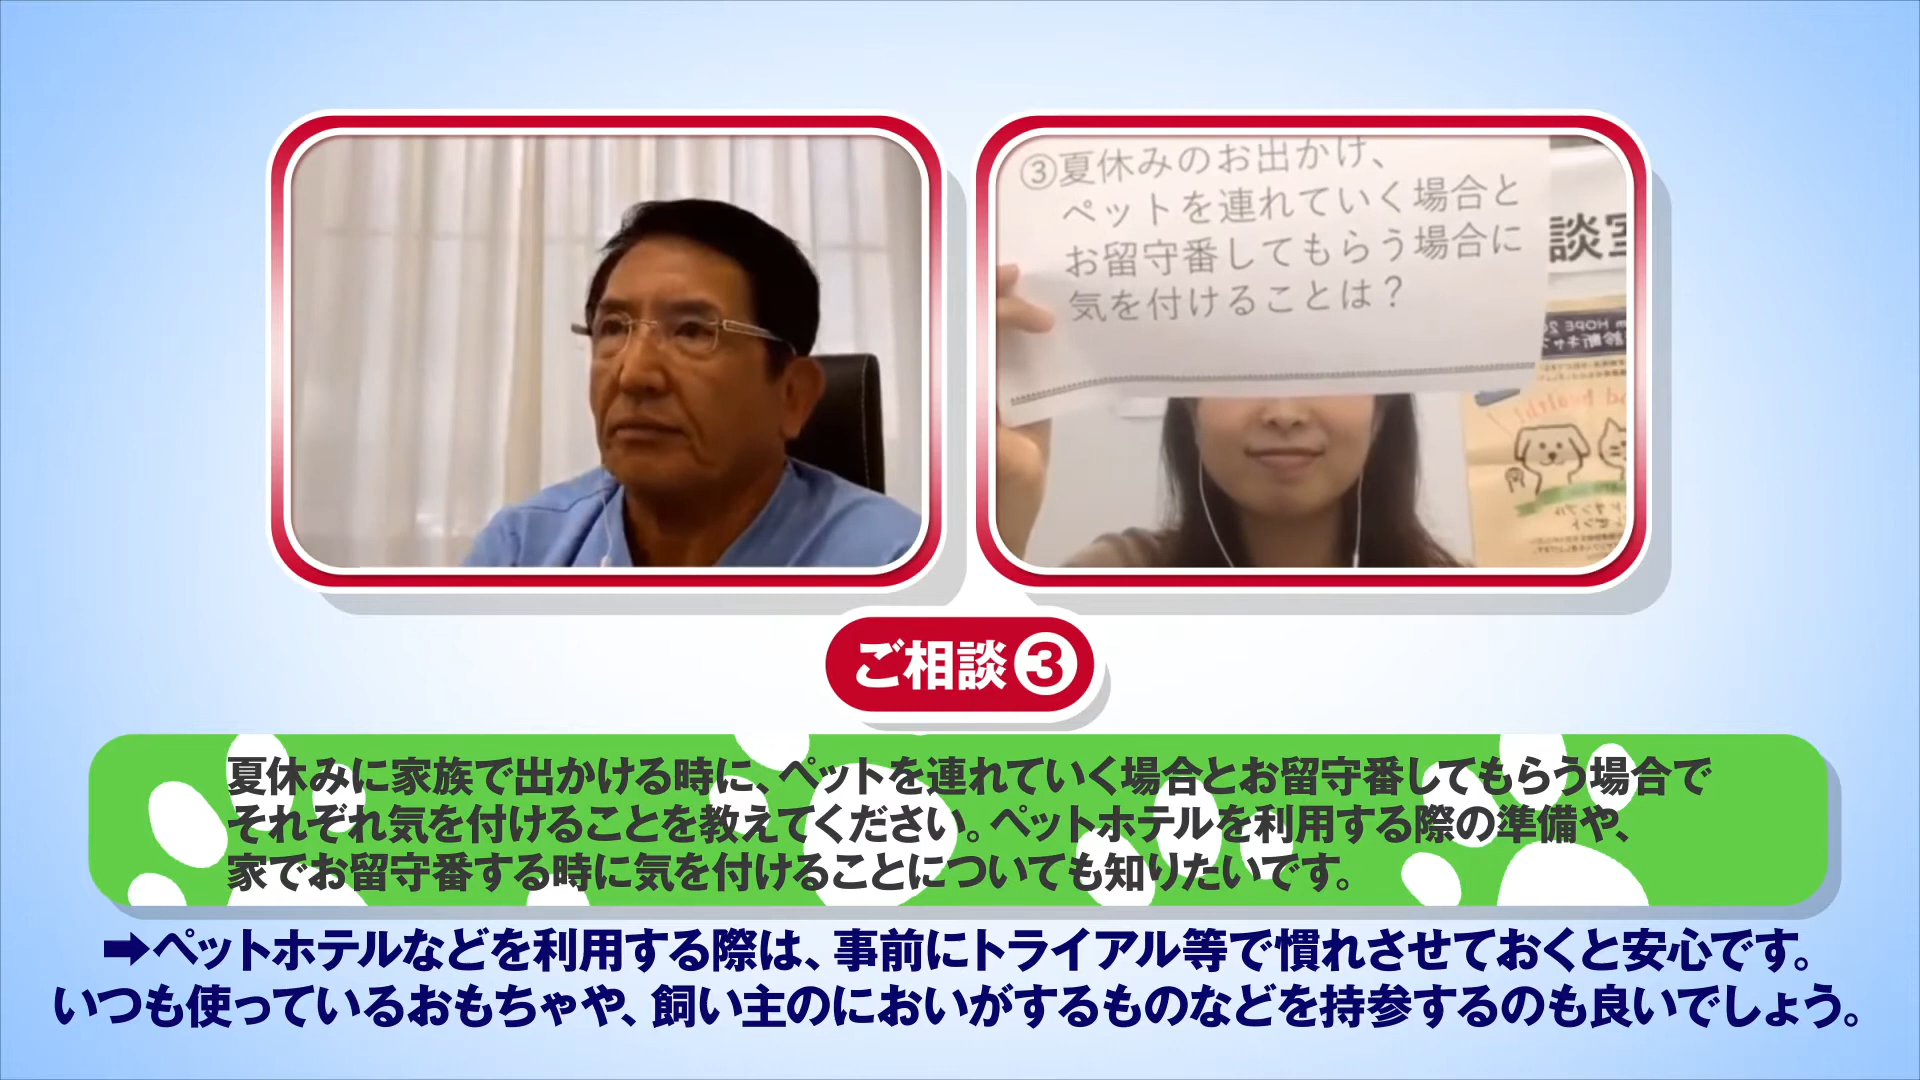 ③夏休みのお出かけ、
ペットを連れていく場合と
お留守番してもらう場合に
気を付けることは？
談室
ご相談3
夏休みに家族で出かける時に、ペットを連れていく場合とお留守番してもらう場合で
それぞれ気を付けることを教えてください。ペットホテルを利用する際の準備や、
家でお留守番する時に気を付けることについても知りたいです。
➡ペットホテルなどを利用する際は、事前にトライアル等で慣れさせておくと安心です。
いつも使っているおもちゃや、飼い主のにおいがするものなどを持参するのも良いでしょう。